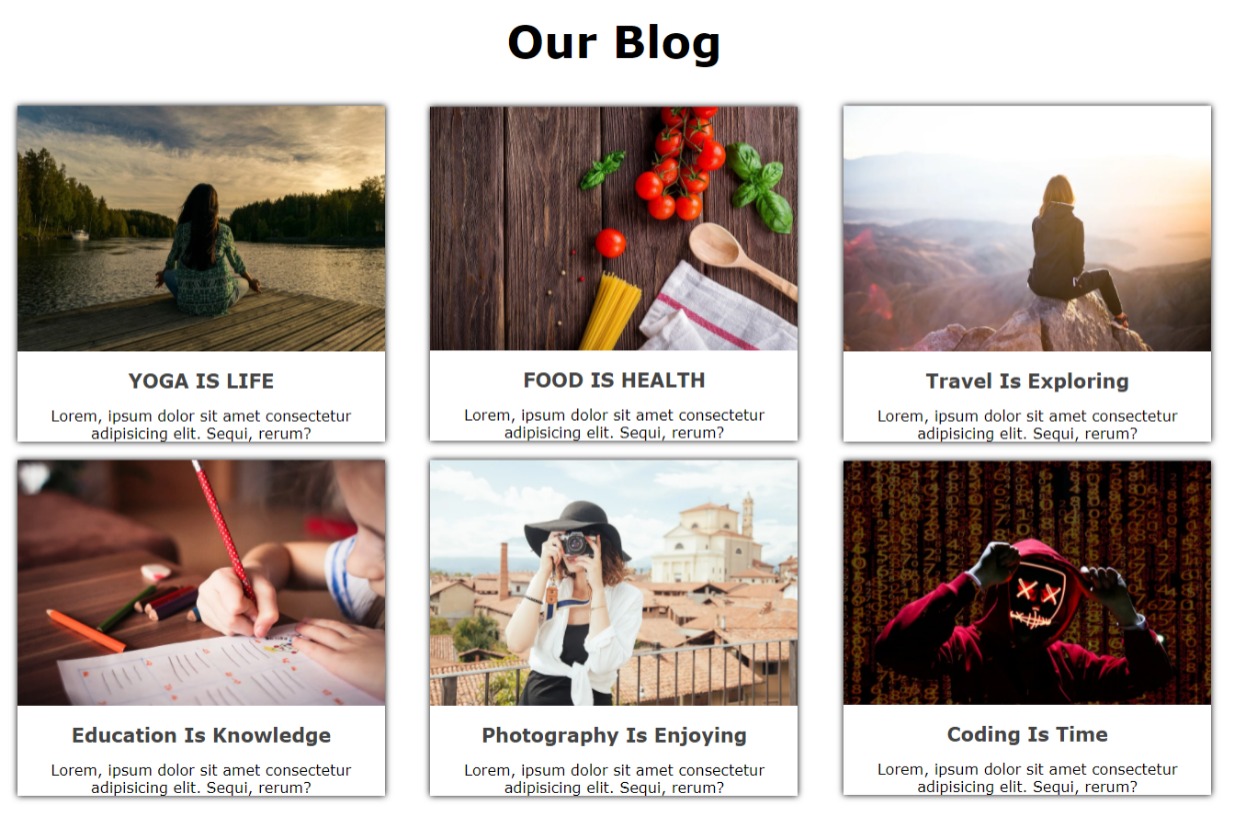 Our Blog
YOGA IS LIFE
Lorem, ipsum dolor sit amet consectetur
adipisicing elit. Sequi, rerum?
FOOD IS HEALTH
Lorem, ipsum dolor sit amet consectetur
adipisicing elit. Sequi, rerum?
Travel Is Exploring
Lorem, ipsum dolor sit amet consectetur
adipisicing elit. Sequi, rerum?
Education Is Knowledge
Lorem, ipsum dolor sit amet consectetur
adipisicing elit. Sequi, rerum?
Photography Is Enjoying
Lorem, ipsum dolor sit amet consectetur
adipisicing elit. Sequi, rerum?
Coding Is Time
Lorem, ipsum dolor sit amet consectetur
adipisicing elit. Sequi, rerum?